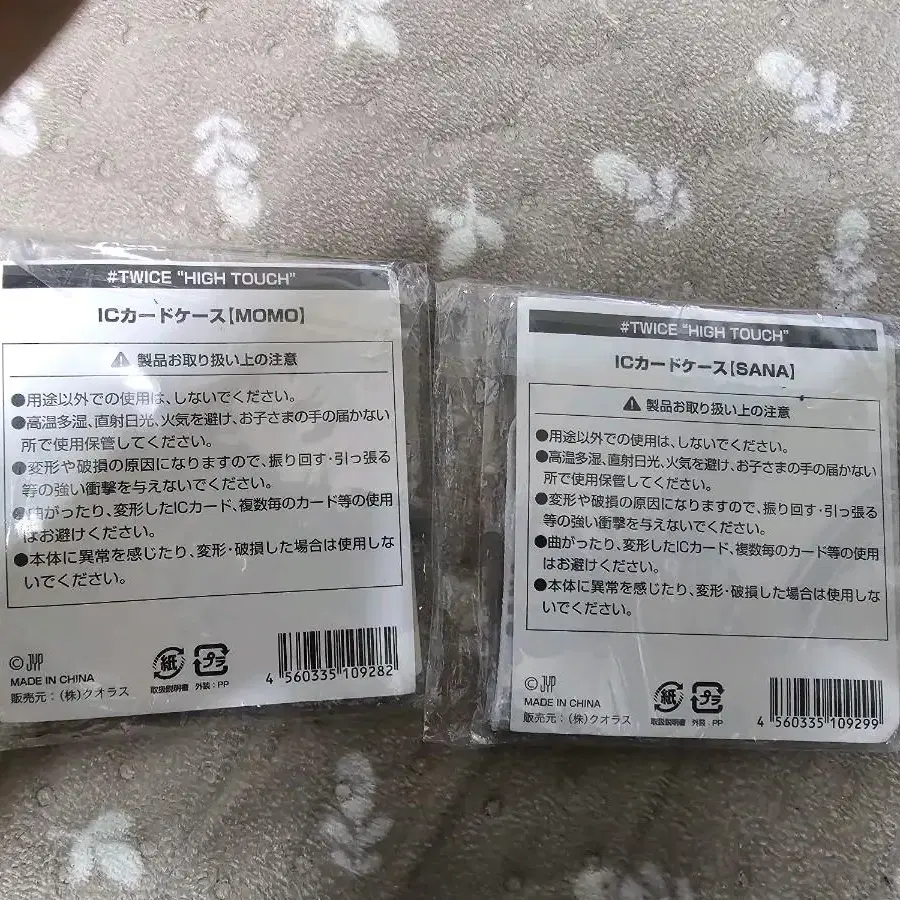 #TWICE "HIGH TOUCH"
ICカードケース【MOMO】
⚠ 製品お取り扱い上の注意
●用途以外での使用は、しないでください。
●高温多湿、直射日光、火気を避け、お子さまの手の届かない
所で使用保管してください。
●変形や破損の原因になりますので、振り回す・引っ張る
等の強い衝撃を与えないでください。
●曲がったり、変形したICカード、複数毎のカード等の使用
はお避けください。
●本体に異常を感じたり、変形・破損した場合は使用しな
いでください。
© JYP
MADE IN CHINA
販売元:(株)クオラス
紙
取扱説明書
プラ
外装:PP
4 560335 109282
#TWICE "HIGH TOUCH"
ICカードケース【SANA】
⚠ 製品お取り扱い上の注意
●用途以外での使用は、しないでください。
●高温多湿、直射日光、火気を避け、お子さまの手の届かない
所で使用保管してください。
●変形や破損の原因になりますので、振り回す・引っ張る
等の強い衝撃を与えないでください。
●曲がったり、変形したICカード、複数毎のカード等の使用
はお避けください。
●本体に異常を感じたり、変形・破損した場合は使用しな
いでください。
© JYP
MADE IN CHINA
販売元:(株)クオラス
紙
取扱説明書
プラ
外装:PP
4 560335 109299